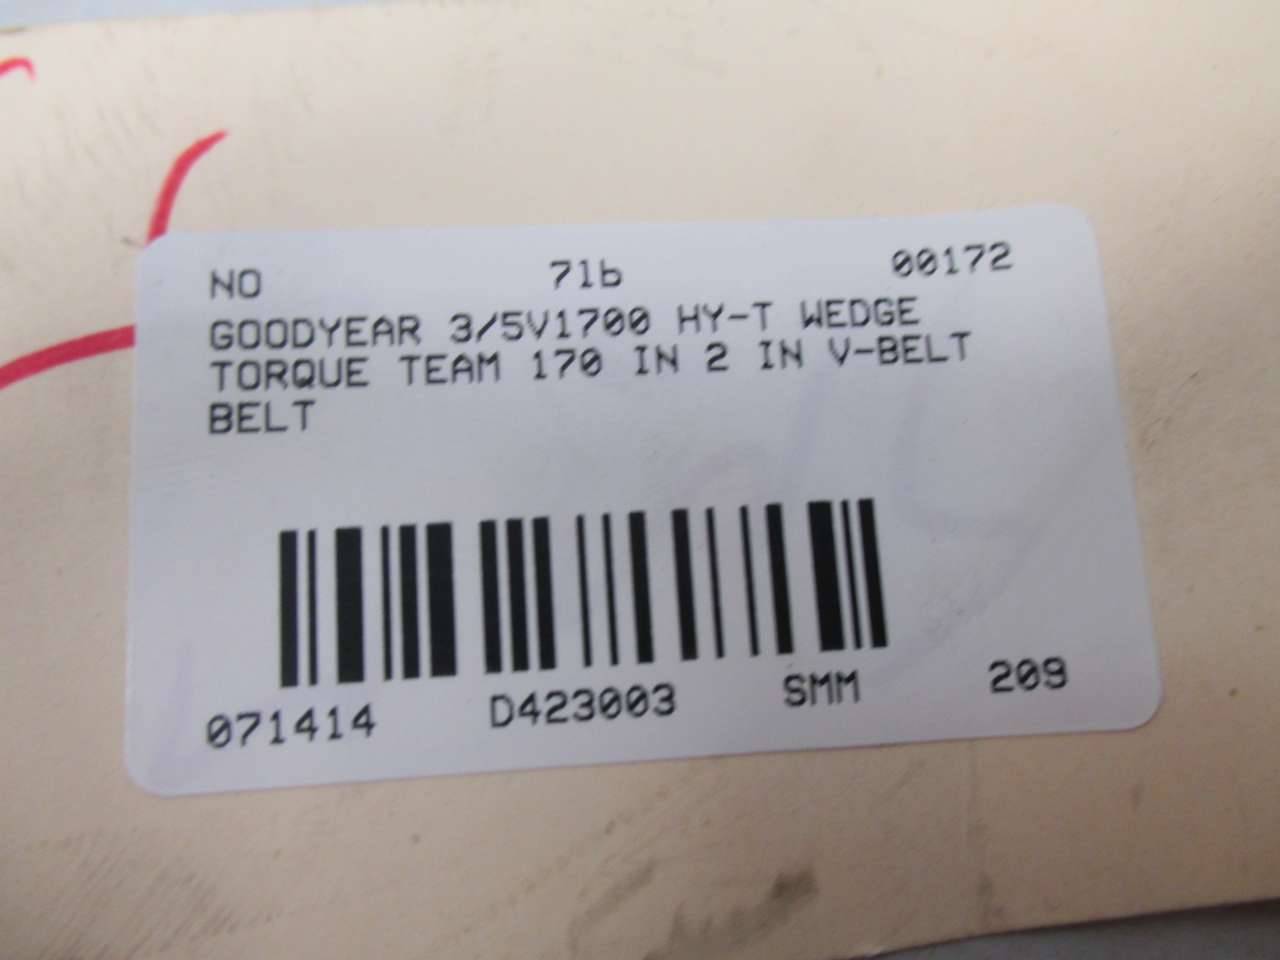 NO 7lb 00172
GOODYEAR 3/5V1700 HY-T WEDGE
TORQUE TEAM 170 IN 2 IN V-BELT
BELT
071414 D423003 SMM 209